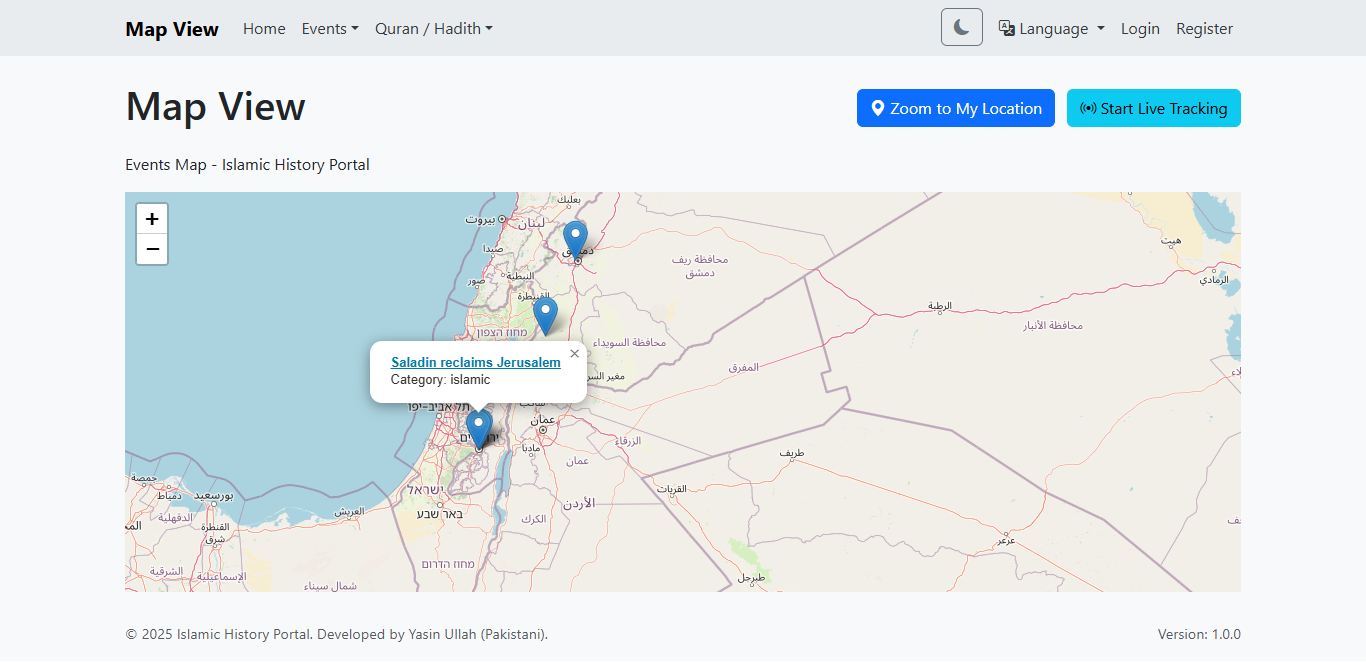 Map View
Home
Events
Quran / Hadith
Language
Login
Register
Map View
Zoom to My Location
Start Live Tracking
Events Map - Islamic History Portal
+
−
بعلبك
بيروت
لبنان
هيت
صيدا
دمشق
محافظة ريف
دمشق
النبطية
الرمادي
صور
القنيطرة
الرطبة
محافظة الأنبار
מחוז הצפון
محافظة السويداء
×
Saladin reclaims Jerusalem
Category: islamic
المفرق
תל אביב-יפו
عمان
الزرقاء
مادبا
طريف
عمان
جمصة
دمياط
بورسعيد
ישראל
القريات
الأردن
العريش
באר שבע
الكرك
الدقهلية
القنطرة
شرق
عرعر
מחוז הדרום
الشرقية
الإسماعيلية
شمال سيناء
طبرجل
© 2025 Islamic History Portal. Developed by Yasin Ullah (Pakistani).
Version: 1.0.0